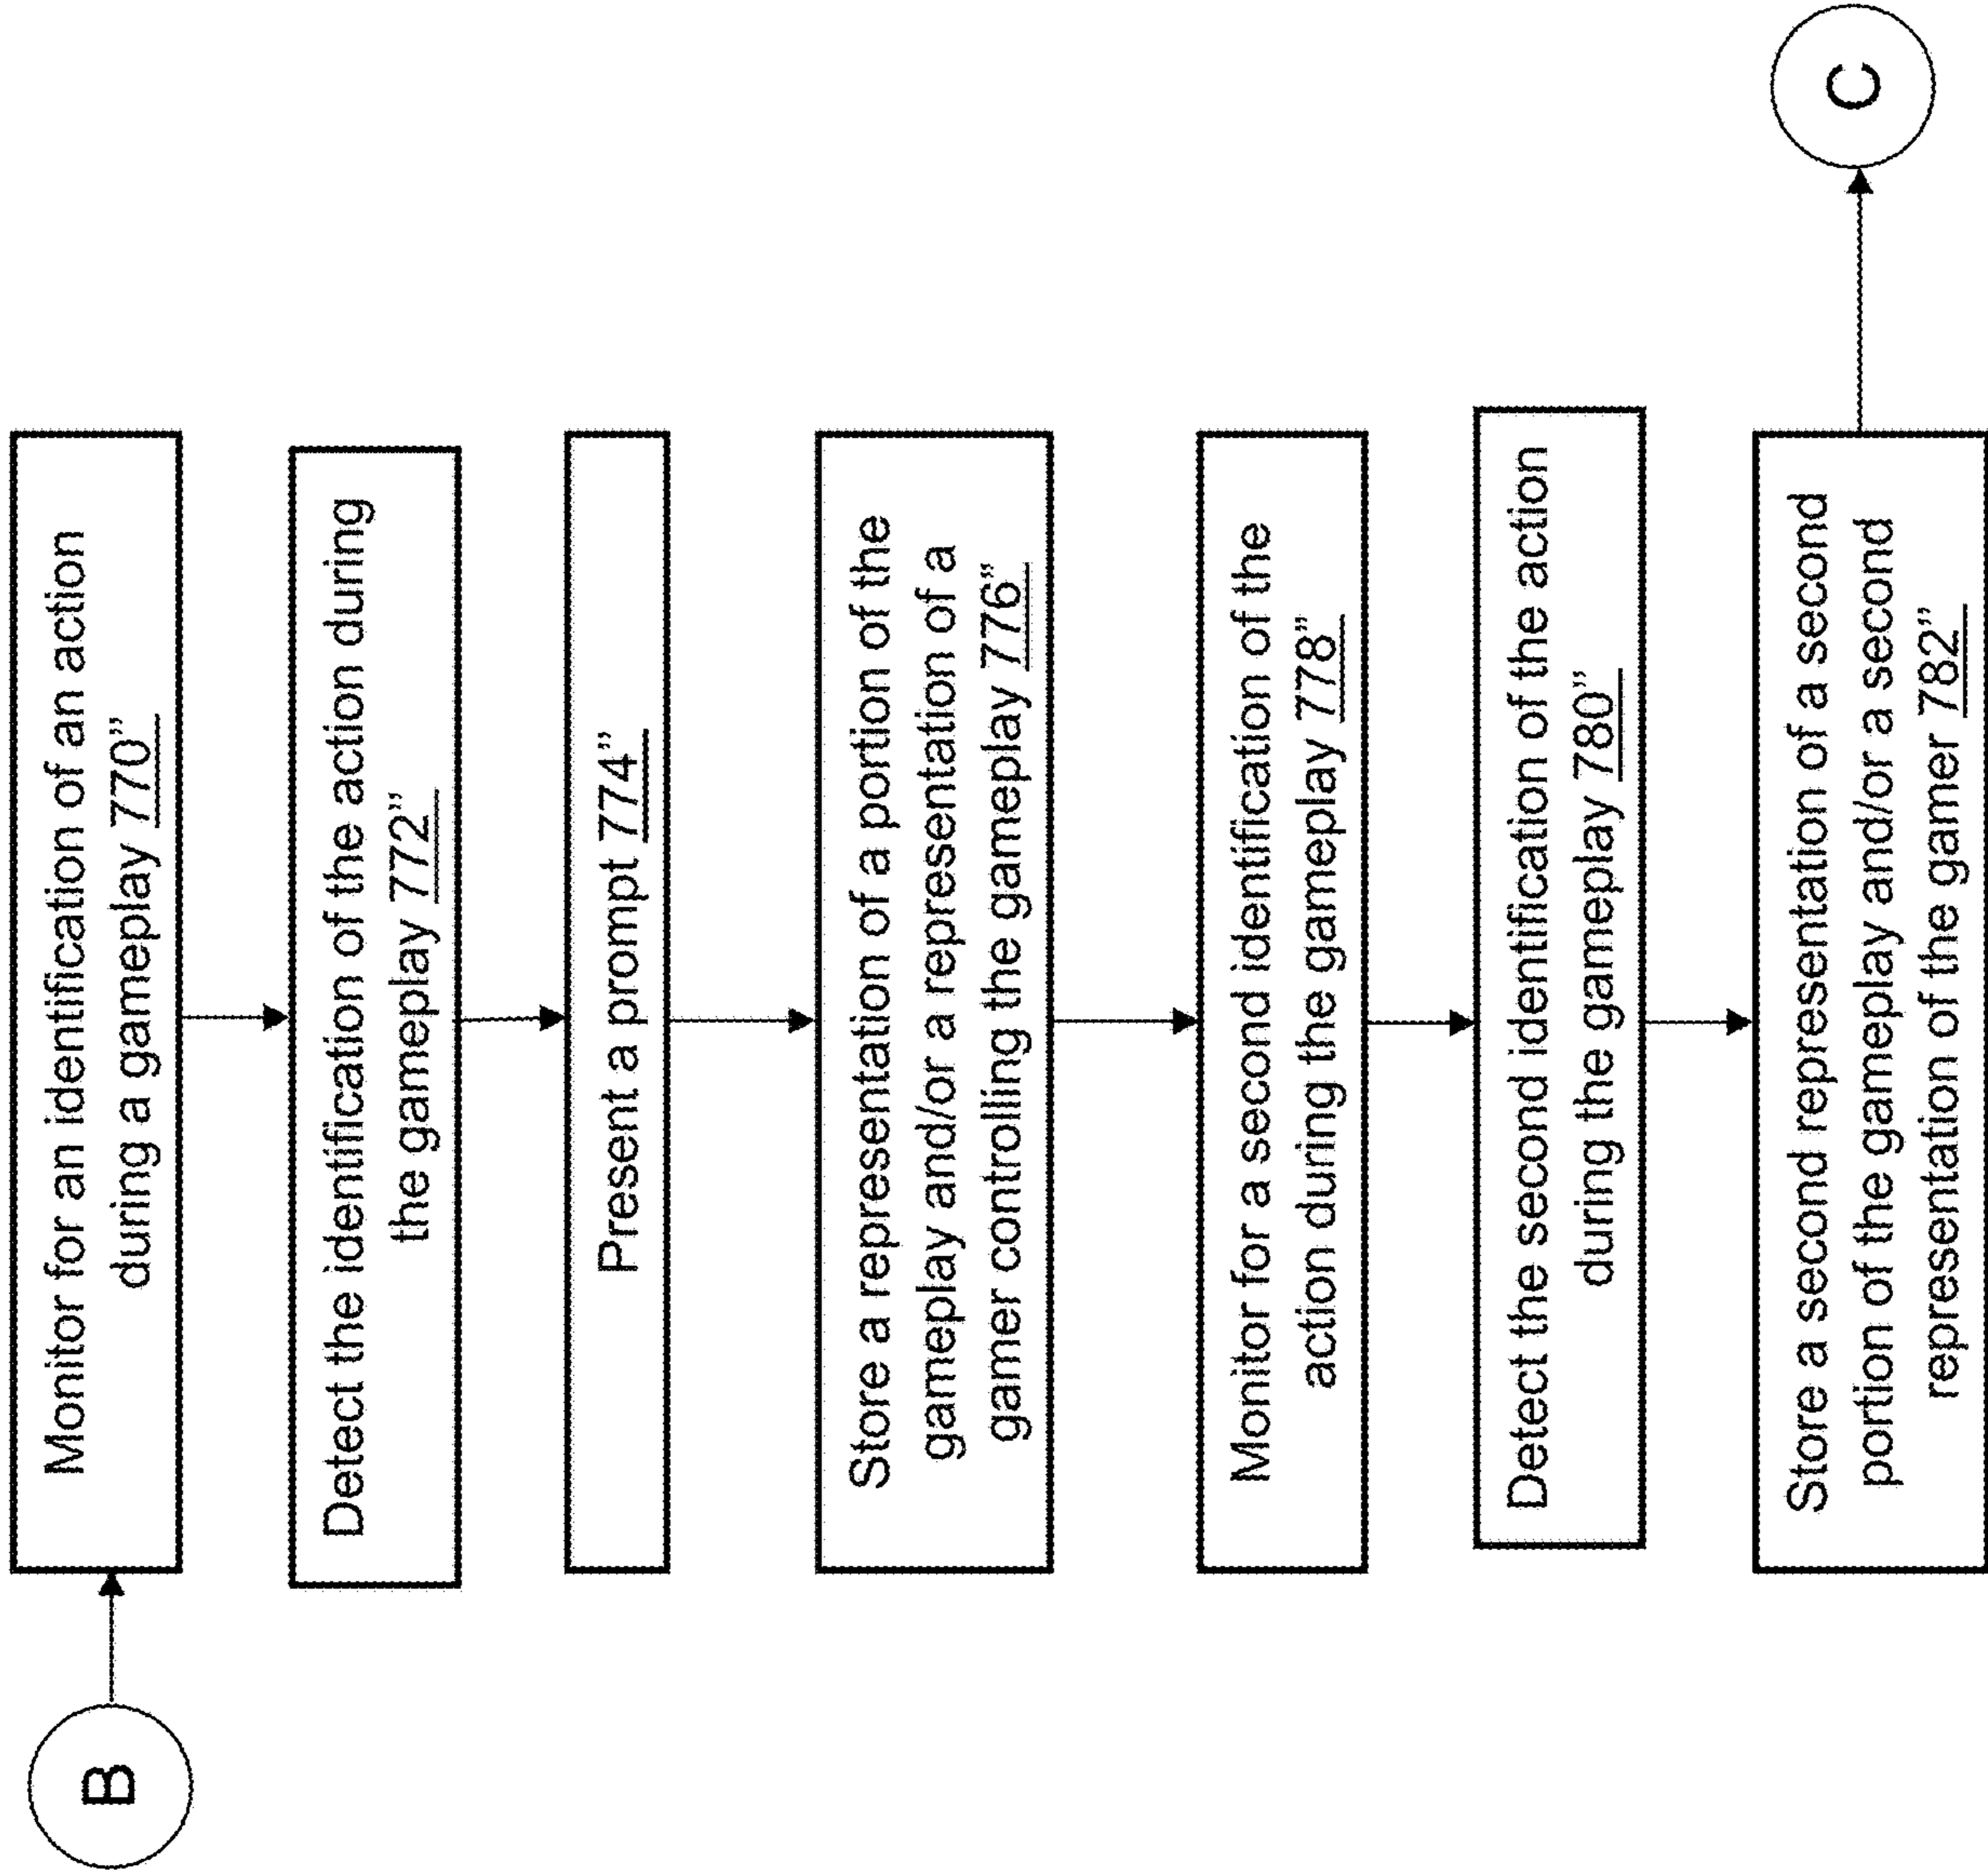 B
Monitor for an identification of an action
during a gameplay 770”
Detect the identification of the action during
the gameplay 772”
Present a prompt 774”
Store a representation of a portion of the
gameplay and/or a representation of a
gamer controlling the gameplay 776”
Monitor for a second identification of the
action during the gameplay 778”
Detect the second identification of the action
during the gameplay 780”
Store a second representation of a second
portion of the gameplay and/or a second
representation of the gamer 782”
C